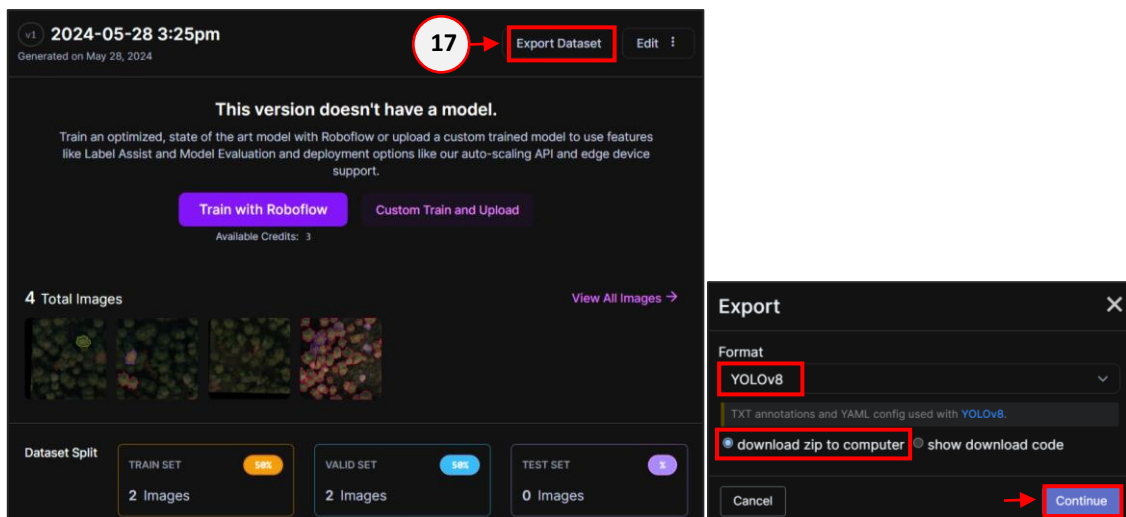 v1 2024-05-28 3:25pm
Generated on May 28, 2024
17
Export Dataset
Edit
This version doesn't have a model.
Train an optimized, state of the art model with Roboflow or upload a custom trained model to use features
like Label Assist and Model Evaluation and deployment options like our auto-scaling API and edge device
support.
Train with Roboflow
Custom Train and Upload
Available Credits: 3
4 Total Images
View All Images →
Dataset Split
TRAIN SET
50%
2 Images
VALID SET
50%
2 Images
TEST SET
%
0 Images
Export
Format
YOLOv8
TXT annotations and YAML config used with YOLOv8.
download zip to computer
show download code
Cancel
Continue